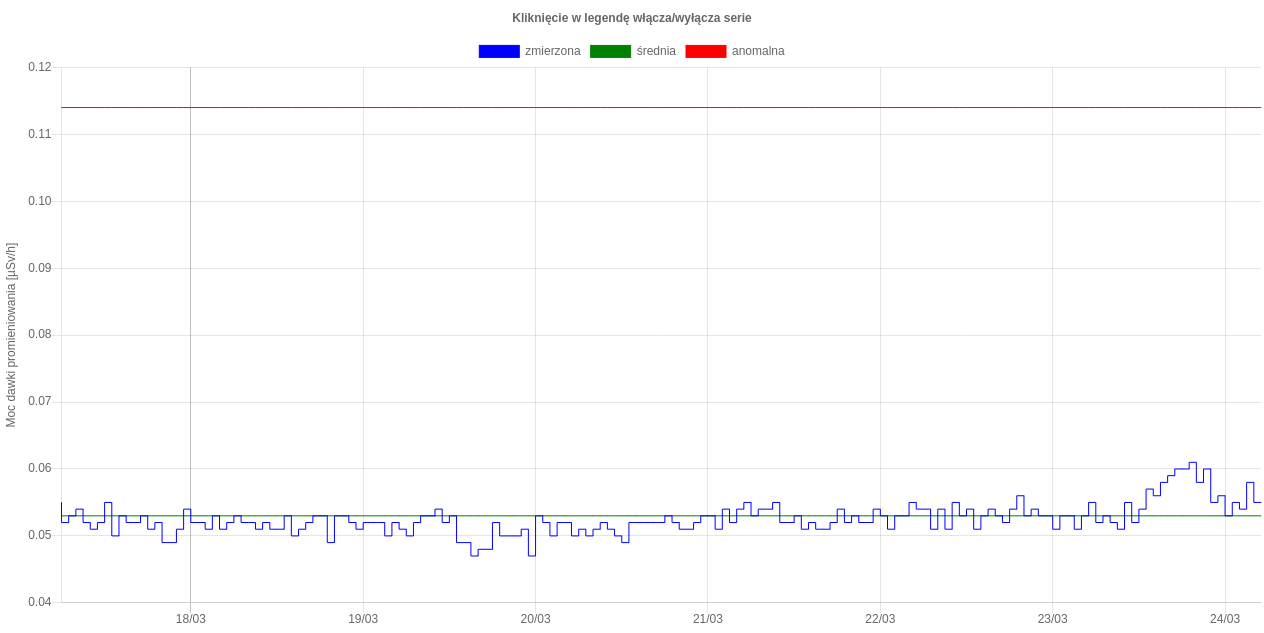 Kliknięcie w legendę włącza/wyłącza serie
zmierzona średnia anomalna
Moc dawki promieniowania [µSv/h]
0.12
0.11
0.10
0.09
0.08
0.07
0.06
0.05
0.04
18/03 19/03 20/03 21/03 22/03 23/03 24/03